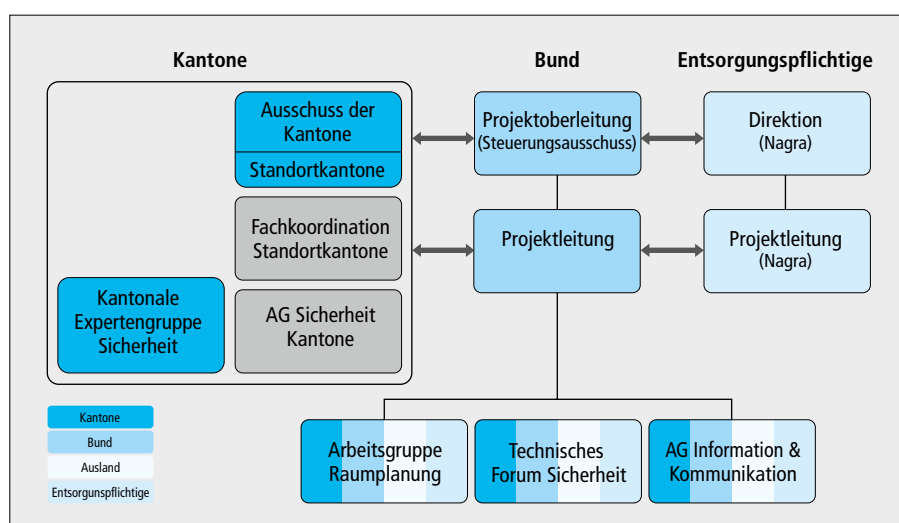 Kantone
Bund
Entsorgungspflichtige
Ausschuss der
Kantone
Standortkantone
Projektoberleitung
(Steuerungsausschuss)
Direktion
(Nagra)
Fachkoordination
Standortkantone
Projektleitung
Projektleitung
(Nagra)
Kantonale
Expertengruppe
Sicherheit
AG Sicherheit
Kantone
Kantone
Bund
Ausland
Entsorgungspflichtige
Arbeitsgruppe
Raumplanung
Technisches
Forum Sicherheit
AG Information &
Kommunikation